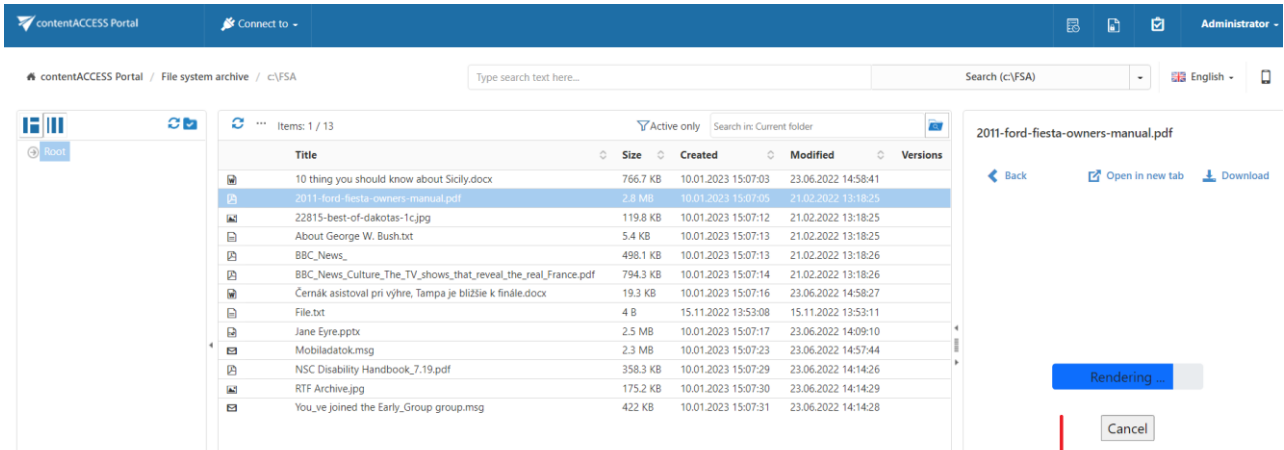 contentACCESS Portal Connect to Administrator
contentACCESS Portal / File system archive / c:\FSA Type search text here... Search (c:\FSA) English
Items: 1 / 13 Active only Search in: Current folder
2011-ford-fiesta-owners-manual.pdf
Root
Title Size Created Modified Versions
Back Open in new tab Download
10 thing you should know about Sicily.docx 766.7 KB 10.01.2023 15:07:03 23.06.2022 14:58:41
2011-ford-fiesta-owners-manual.pdf 2.8 MB 10.01.2023 15:07:05 21.02.2022 13:18:25
22815-best-of-dakotas-1c.jpg 119.8 KB 10.01.2023 15:07:12 21.02.2022 13:18:25
About George W. Bush.txt 5.4 KB 10.01.2023 15:07:13 21.02.2022 13:18:25
BBC_News_ 498.1 KB 10.01.2023 15:07:13 21.02.2022 13:18:26
BBC_News_Culture_The_TV_shows_that_reveal_the_real_France.pdf 794.3 KB 10.01.2023 15:07:14 21.02.2022 13:18:26
Černák asistoval pri výhre, Tampa je bližšie k finále.docx 19.3 KB 10.01.2023 15:07:16 23.06.2022 14:58:27
File.txt 4 B 15.11.2022 13:53:08 15.11.2022 13:53:11
Jane Eyre.pptx 2.5 MB 10.01.2023 15:07:17 23.06.2022 14:09:10
Mobiladatok.msg 2.3 MB 10.01.2023 15:07:23 23.06.2022 14:57:44
NSC Disability Handbook_7.19.pdf 358.3 KB 10.01.2023 15:07:29 23.06.2022 14:14:26
RTF Archive.jpg 175.2 KB 10.01.2023 15:07:30 23.06.2022 14:14:29
Rendering ...
You_ve joined the Early_Group group.msg 422 KB 10.01.2023 15:07:31 23.06.2022 14:14:28
Cancel